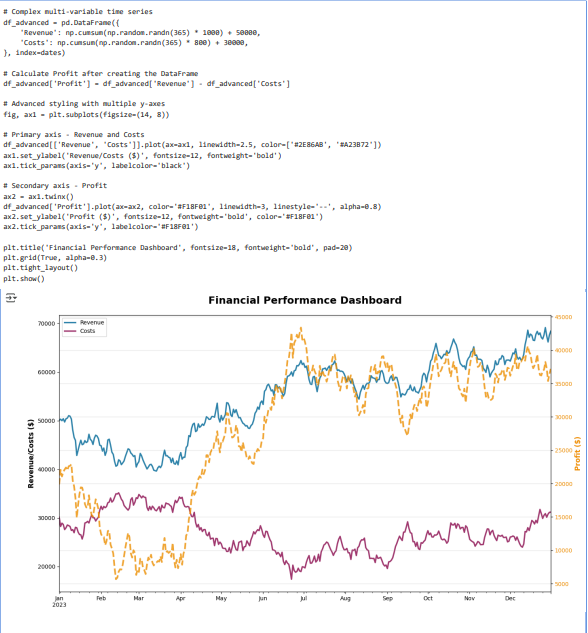 # Complex multi-variable time series
df_advanced = pd.DataFrame({
    'Revenue': np.cumsum(np.random.randn(365) * 1000) + 50000,
    'Costs': np.cumsum(np.random.randn(365) * 800) + 30000,
}, index=dates)

# Calculate Profit after creating the DataFrame
df_advanced['Profit'] = df_advanced['Revenue'] - df_advanced['Costs']

# Advanced styling with multiple y-axes
fig, ax1 = plt.subplots(figsize=(14, 8))

# Primary axis - Revenue and Costs
df_advanced[['Revenue', 'Costs']].plot(ax=ax1, linewidth=2.5, color=['#2E86AB', '#A23B72'])
ax1.set_ylabel('Revenue/Costs ($)', fontsize=12, fontweight='bold')
ax1.tick_params(axis='y', labelcolor='black')

# Secondary axis - Profit
ax2 = ax1.twinx()
df_advanced['Profit'].plot(ax=ax2, color='#F18F01', linewidth=3, linestyle='--', alpha=0.8)
ax2.set_ylabel('Profit ($)', fontsize=12, fontweight='bold', color='#F18F01')
ax2.tick_params(axis='y', labelcolor='#F18F01')

plt.title('Financial Performance Dashboard', fontsize=18, fontweight='bold', pad=20)
plt.grid(True, alpha=0.3)
plt.tight_layout()
plt.show()
Financial Performance Dashboard
Revenue
Costs
Revenue/Costs ($)
70000
60000
50000
40000
30000
20000
45000
40000
35000
30000
25000
20000
15000
10000
5000
Profit ($)
Jan Feb Mar Apr May Jun Jul Aug Sep Oct Nov Dec
2023